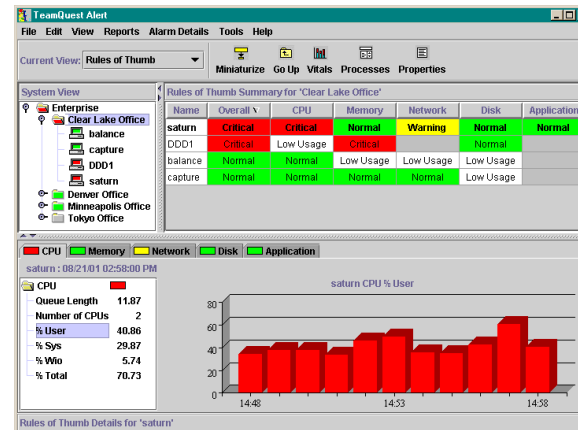 TeamQuest Alert
File Edit View Reports Alarm Details Tools Help
Current View: Rules of Thumb
Miniaturize Go Up Vitals Processes Properties
System View
Enterprise
Clear Lake Office
balance
capture
DDD1
saturn
Denver Office
Minneapolis Office
Tokyo Office
Rules of Thumb Summary for 'Clear Lake Office'
Name Overall CPU Memory Network Disk Application
saturn Critical Critical Normal Warning Normal Normal
DDD1 Critical Low Usage Critical Normal
balance Normal Normal Low Usage Low Usage Low Usage
capture Normal Normal Normal Normal Low Usage
CPU Memory Network Disk Application
saturn : 08/21/01 02:58:00 PM
CPU
Queue Length 11.87
Number of CPUs 2
% User 40.86
% Sys 29.87
% Wio 5.74
% Total 70.73
saturn CPU % User
80
60
40
20
0
14:48 14:53 14:58
Rules of Thumb Details for 'saturn'